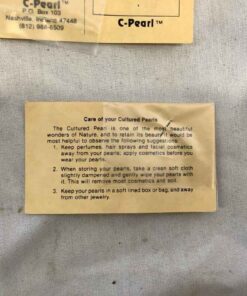 C-Pearl™
P.O. Box 103
Nashville, Indiana 47448
(812) 988-6509
C-Pearl™
Care of your Cultured Pearls
The Cultured Pearl is one of the most beautiful
wonders of Nature, and to retain its beauty it would be
most helpful to observe the following suggestions:
1. Keep perfumes, hair sprays and facial cosmetics
away from your pearls; apply cosmetics before you
wear your pearls.
2. When storing your pearls, take a clean soft cloth
slightly dampened and gently wipe your pearls with
it. This will remove most cosmetics and soil.
3. Keep your pearls in a soft lined box or bag, and away
from other jewelry.